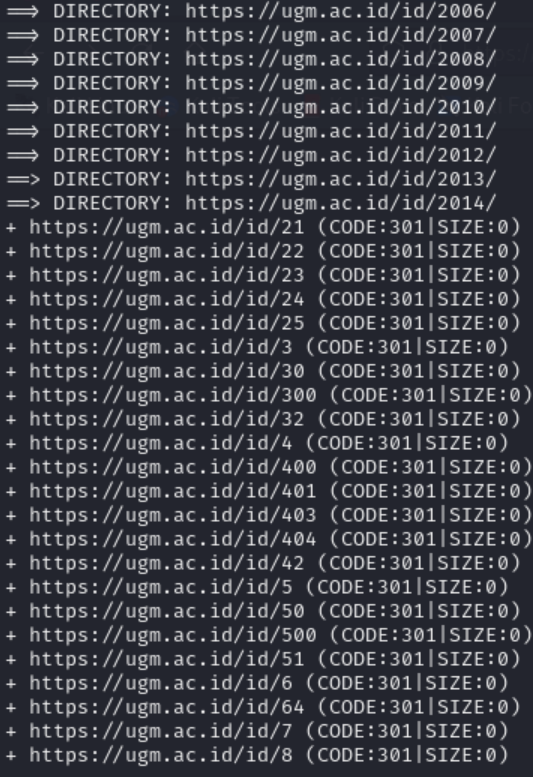 ==> DIRECTORY: https://ugm.ac.id/id/2006/
==> DIRECTORY: https://ugm.ac.id/id/2007/
==> DIRECTORY: https://ugm.ac.id/id/2008/
==> DIRECTORY: https://ugm.ac.id/id/2009/
==> DIRECTORY: https://ugm.ac.id/id/2010/
==> DIRECTORY: https://ugm.ac.id/id/2011/
==> DIRECTORY: https://ugm.ac.id/id/2012/
==> DIRECTORY: https://ugm.ac.id/id/2013/
==> DIRECTORY: https://ugm.ac.id/id/2014/
+ https://ugm.ac.id/id/21 (CODE:301|SIZE:0)
+ https://ugm.ac.id/id/22 (CODE:301|SIZE:0)
+ https://ugm.ac.id/id/23 (CODE:301|SIZE:0)
+ https://ugm.ac.id/id/24 (CODE:301|SIZE:0)
+ https://ugm.ac.id/id/25 (CODE:301|SIZE:0)
+ https://ugm.ac.id/id/3 (CODE:301|SIZE:0)
+ https://ugm.ac.id/id/30 (CODE:301|SIZE:0)
+ https://ugm.ac.id/id/300 (CODE:301|SIZE:0)
+ https://ugm.ac.id/id/32 (CODE:301|SIZE:0)
+ https://ugm.ac.id/id/4 (CODE:301|SIZE:0)
+ https://ugm.ac.id/id/400 (CODE:301|SIZE:0)
+ https://ugm.ac.id/id/401 (CODE:301|SIZE:0)
+ https://ugm.ac.id/id/403 (CODE:301|SIZE:0)
+ https://ugm.ac.id/id/404 (CODE:301|SIZE:0)
+ https://ugm.ac.id/id/42 (CODE:301|SIZE:0)
+ https://ugm.ac.id/id/5 (CODE:301|SIZE:0)
+ https://ugm.ac.id/id/50 (CODE:301|SIZE:0)
+ https://ugm.ac.id/id/500 (CODE:301|SIZE:0)
+ https://ugm.ac.id/id/51 (CODE:301|SIZE:0)
+ https://ugm.ac.id/id/6 (CODE:301|SIZE:0)
+ https://ugm.ac.id/id/64 (CODE:301|SIZE:0)
+ https://ugm.ac.id/id/7 (CODE:301|SIZE:0)
+ https://ugm.ac.id/id/8 (CODE:301|SIZE:0)